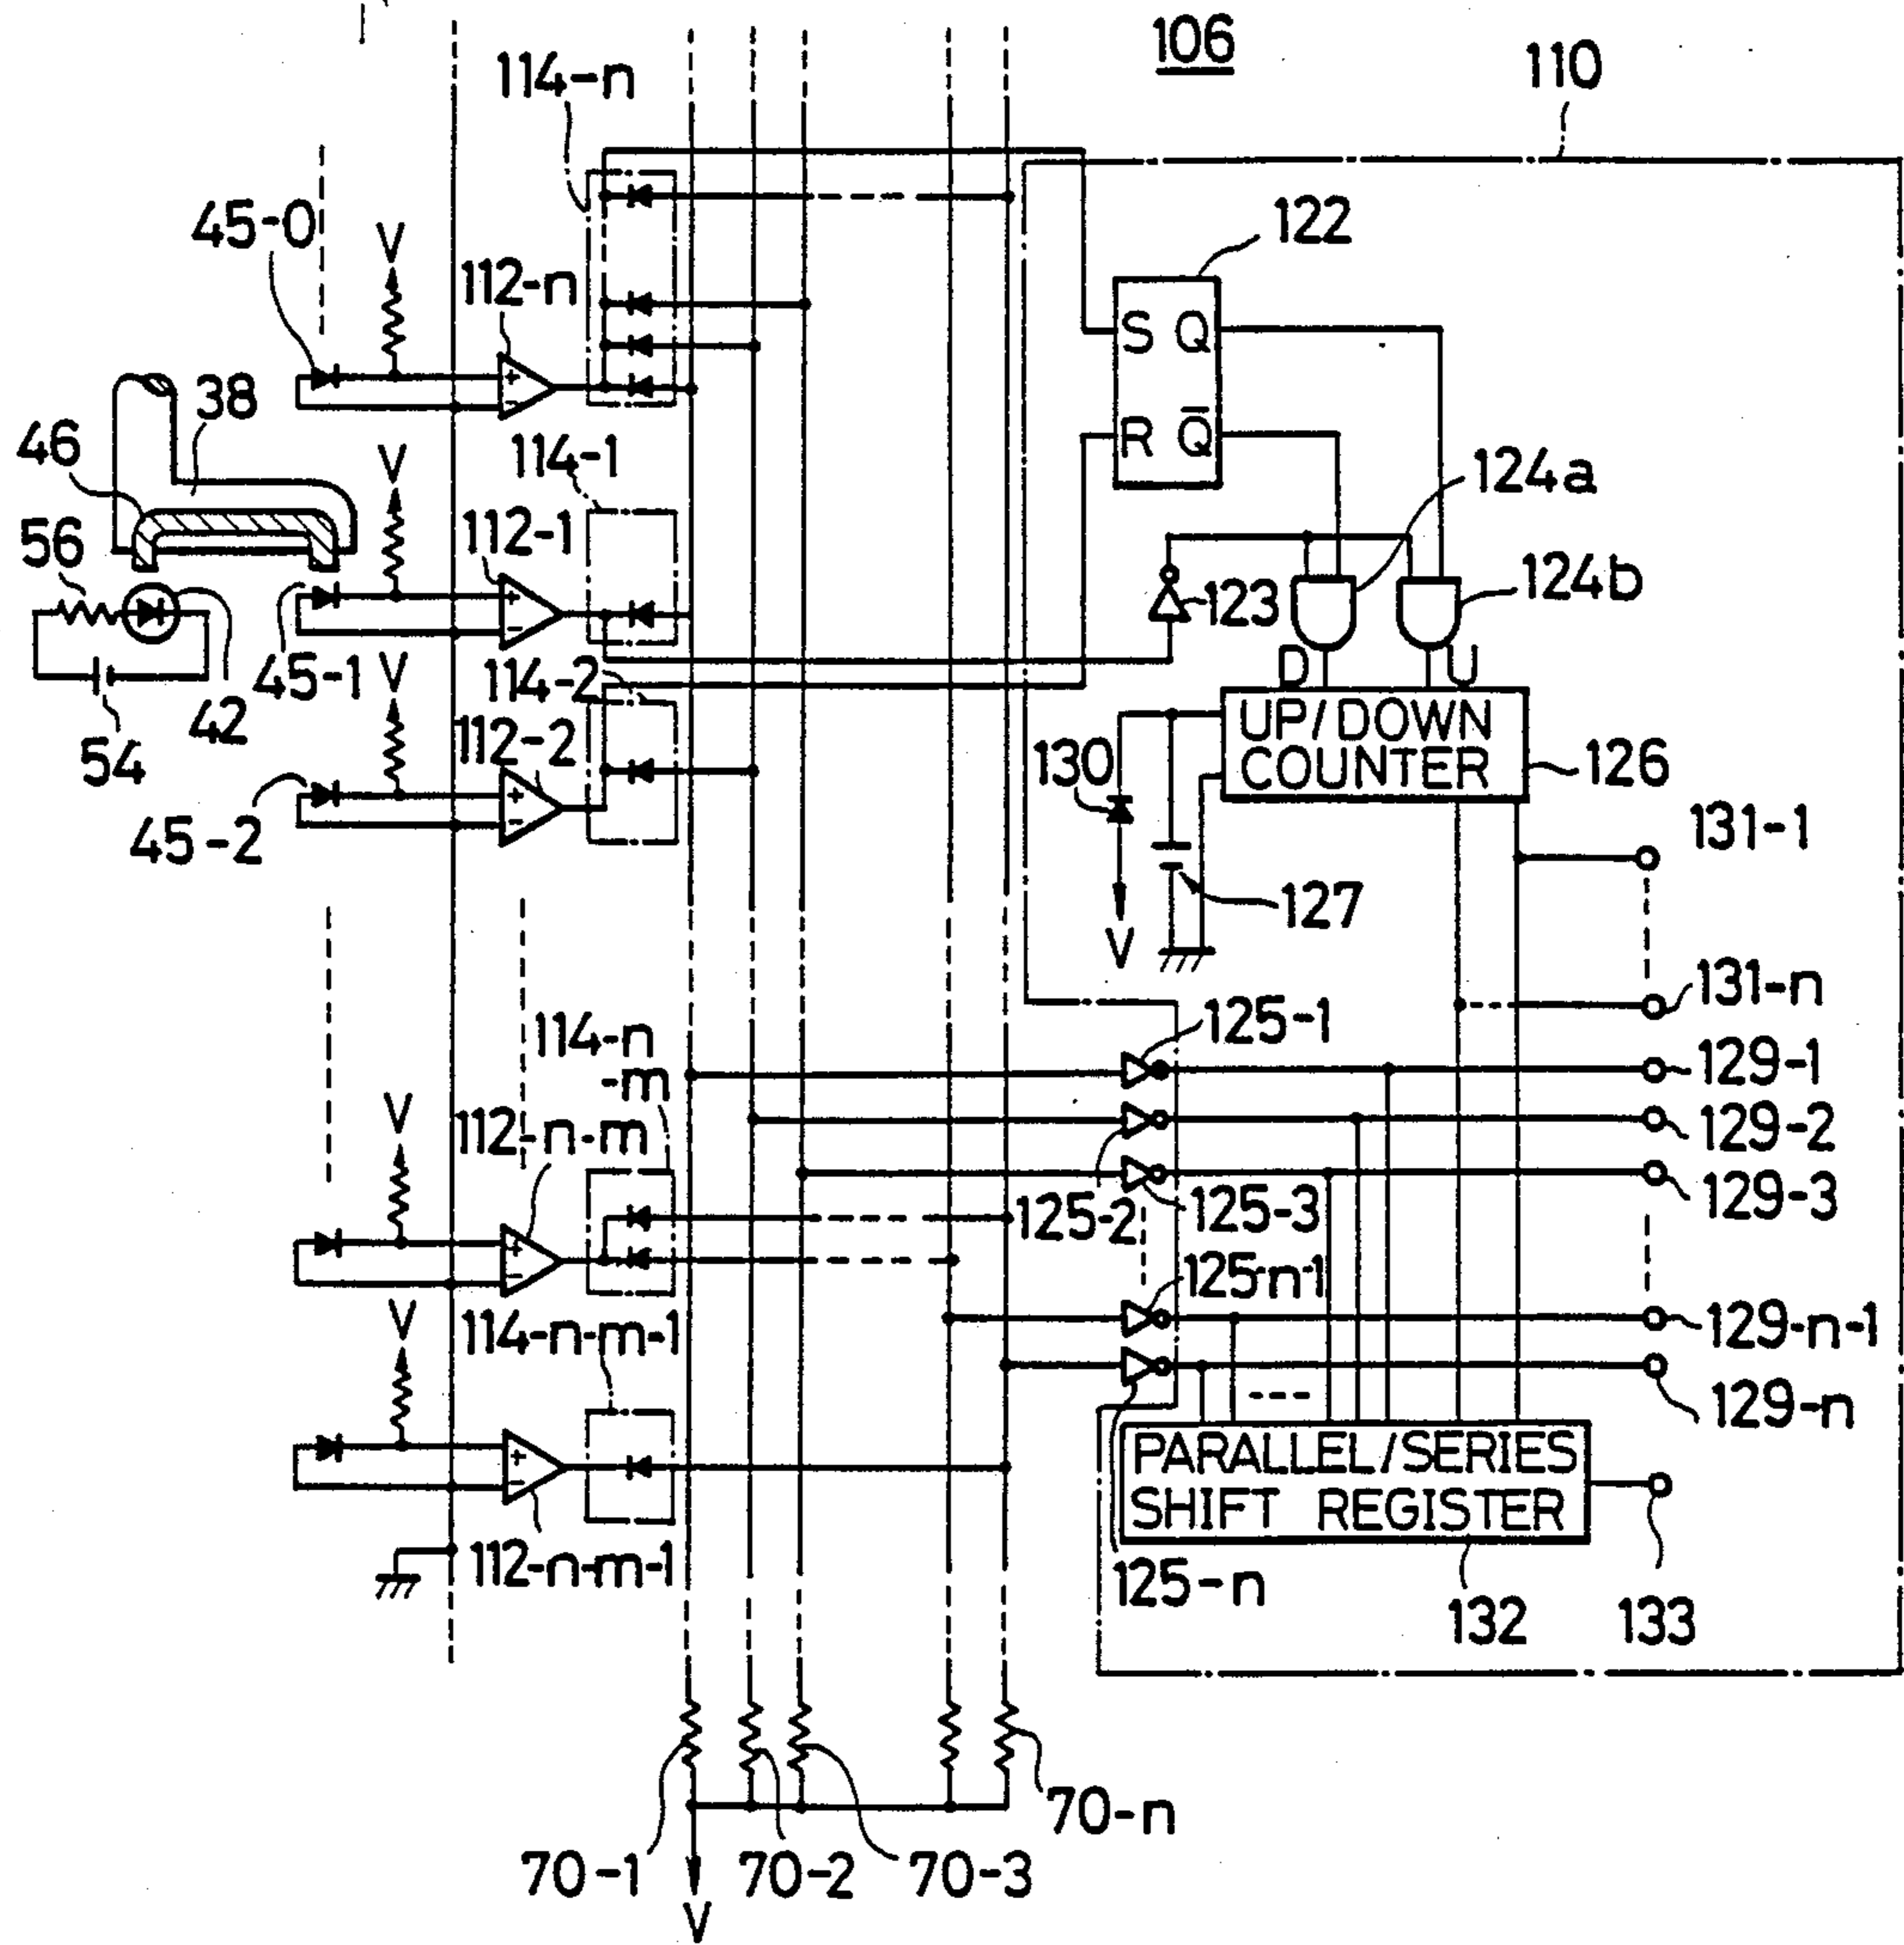 106
110
114-n
122
45-0
V
112-n
S Q
R Q̅
38
46
V
114-1
124a
56
112-1
123
124b
45-1
V
114-2
D
U
42
54
112-2
UP/DOWN
COUNTER
130
126
45-2
131-1
127
V
131-n
114-n
-m
125-1
129-1
V
112-n-m
129-2
125-2
125-3
129-3
125-n-1
V
114-n-m-1
129-n-1
129-n
PARALLEL/SERIES
SHIFT REGISTER
112-n-m-1
125-n
132
133
70-n
70-1
70-2
70-3
V